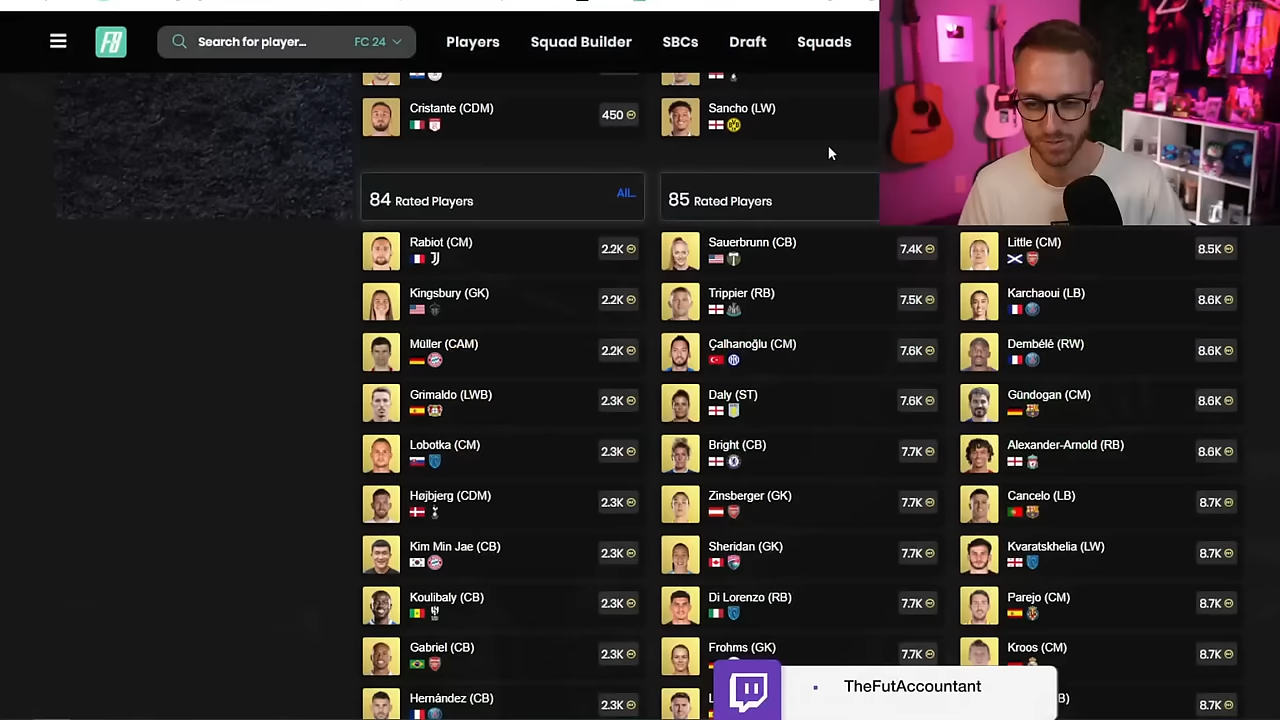 FB
Search for player...
FC 24
Players
Squad Builder
SBCs
Draft
Squads
Cristante (CDM)
450
Sancho (LW)
84 Rated Players
All..
85 Rated Players
Rabiot (CM)
2.2K
Sauerbrunn (CB)
7.4K
Little (CM)
8.5K
Kingsbury (GK)
2.2K
Trippier (RB)
7.5K
Karchaoui (LB)
8.6K
Müller (CAM)
2.2K
Çalhanoğlu (CM)
7.6K
Dembélé (RW)
8.6K
Grimaldo (LWB)
2.3K
Daly (ST)
7.6K
Gündogan (CM)
8.6K
Lobotka (CM)
2.3K
Bright (CB)
7.7K
Alexander-Arnold (RB)
8.6K
Højbjerg (CDM)
2.3K
Zinsberger (GK)
7.7K
Cancelo (LB)
8.7K
Kim Min Jae (CB)
2.3K
Sheridan (GK)
7.7K
Kvaratskhelia (LW)
8.7K
Koulibaly (CB)
2.3K
Di Lorenzo (RB)
7.7K
Parejo (CM)
8.7K
Gabriel (CB)
2.3K
Frohms (GK)
7.7K
Kroos (CM)
8.7K
Hernández (CB)
2.3K
8.7K
TheFutAccountant